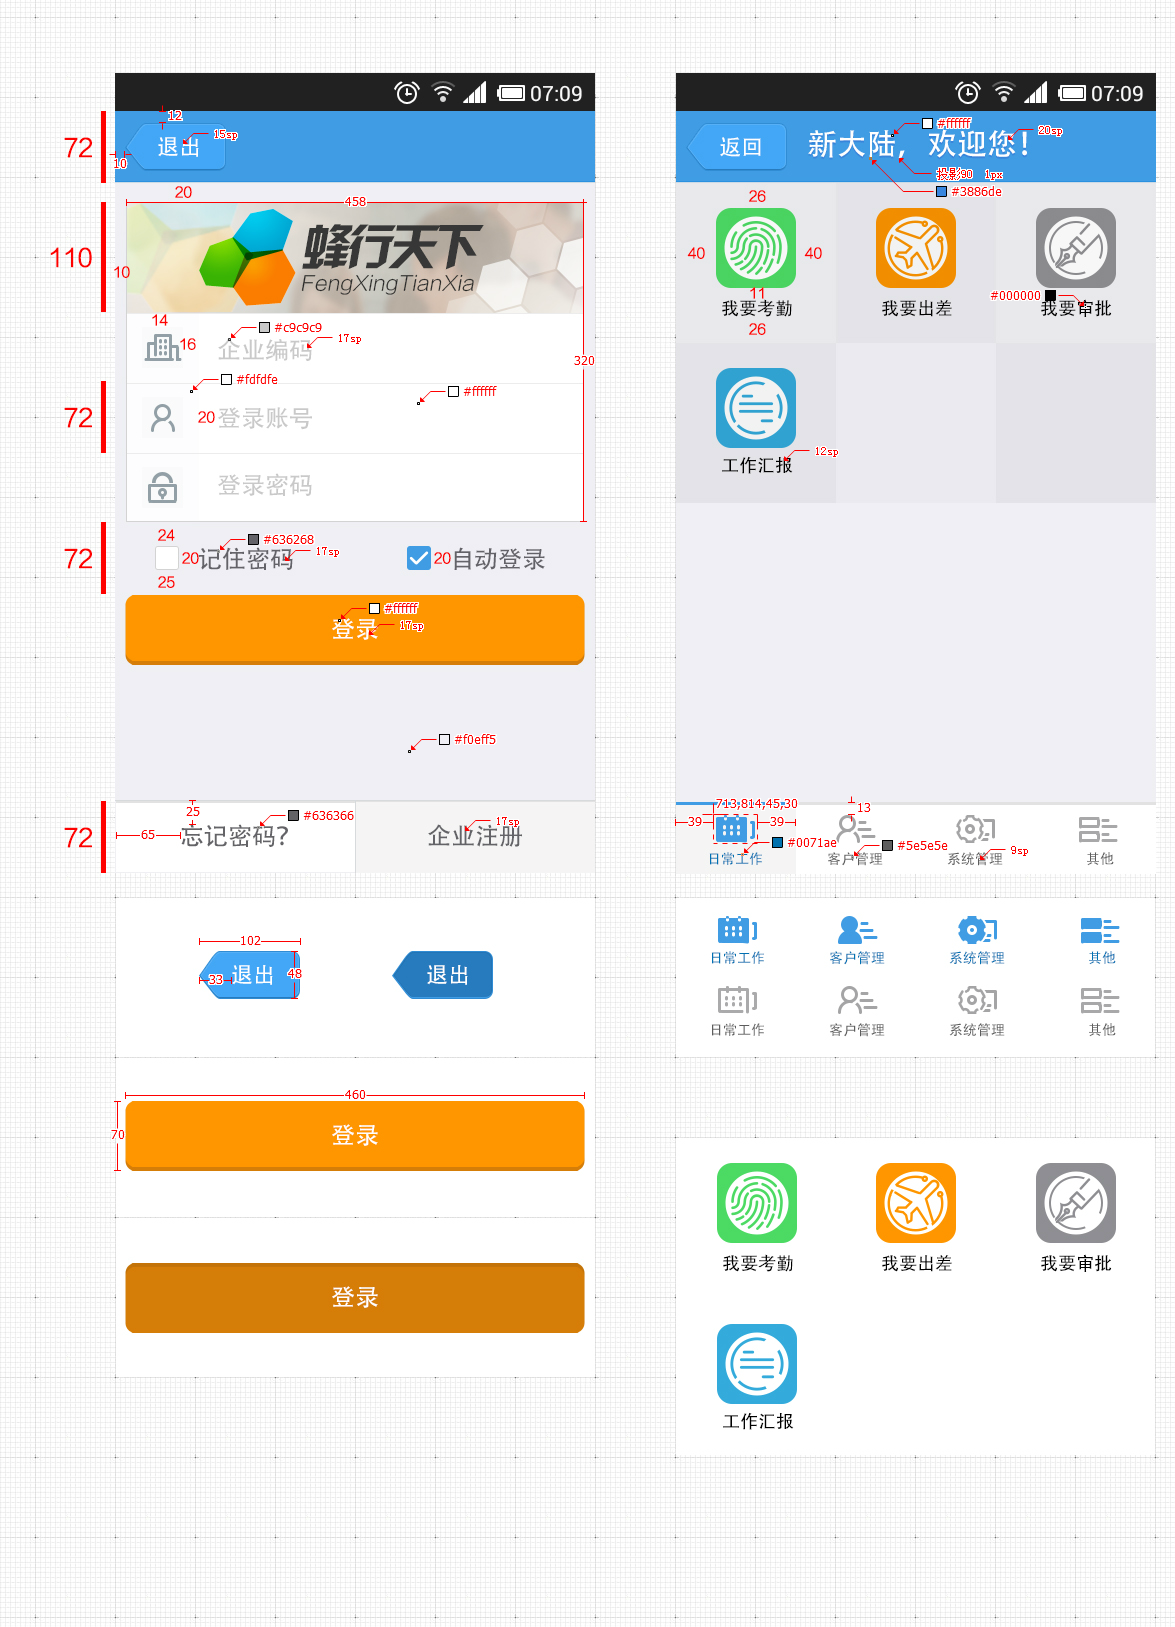 07:09
12
72
退出
15sp
10
20
458
110
10
蜂行天下
FengXingTianXia
14
16
#c9c9c9
企业编码
17sp
320
#fdfdfe
#ffffff
72
20
登录账号
登录密码
24
72
20
记住密码
#636268
17sp
20
自动登录
25
#ffffff
登录
17sp
#f0eff5
25
#636366
72
65
忘记密码?
17sp
企业注册
102
退出
33
48
退出
460
70
登录
登录
07:09
返回
新大陆，欢迎您！
#ffffff
20sp
投影90 1px
#3886de
26
40
40
11
我要考勤
我要出差
#000000
我要审批
26
工作汇报
12sp
713,814,45,30
13
39
39
#0071ae
#5e5e5e
9sp
日常工作
客户管理
系统管理
其他
日常工作
客户管理
系统管理
其他
日常工作
客户管理
系统管理
其他
我要考勤
我要出差
我要审批
工作汇报